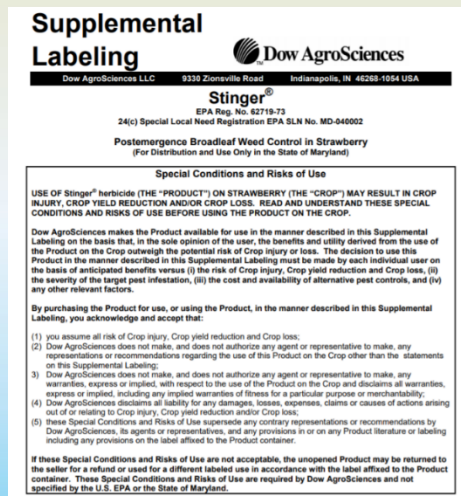 Supplemental
Labeling
Dow AgroSciences
Dow AgroSciences LLC 9330 Zionsville Road Indianapolis, IN 46268-1054 USA
Stinger®
EPA Reg. No. 62719-73
24(c) Special Local Need Registration EPA SLN No. MD-040002
Postemergence Broadleaf Weed Control in Strawberry
(For Distribution and Use Only in the State of Maryland)
Special Conditions and Risks of Use
USE OF Stinger® herbicide (THE "PRODUCT") ON STRAWBERRY (THE "CROP") MAY RESULT IN CROP
INJURY, CROP YIELD REDUCTION AND/OR CROP LOSS. READ AND UNDERSTAND THESE SPECIAL
CONDITIONS AND RISKS OF USE BEFORE USING THE PRODUCT ON THE CROP.
Dow AgroSciences makes the Product available for use in the manner described in this Supplemental
Labeling on the basis that, in the sole opinion of the user, the benefits and utility derived from the use of
the Product on the Crop outweigh the potential risk of Crop injury or loss. The decision to use this
Product in the manner described in this Supplemental Labeling must be made by each individual user on
the basis of anticipated benefits versus (i) the risk of Crop injury, Crop yield reduction and Crop loss, (ii)
the severity of the target pest infestation, (iii) the cost and availability of alternative pest controls, and (iv)
any other relevant factors.
By purchasing the Product for use, or using the Product, in the manner described in this Supplemental
Labeling, you acknowledge and accept that:
(1) you assume all risk of Crop injury, Crop yield reduction and Crop loss;
(2) Dow AgroSciences does not make, and does not authorize any agent or representative to make, any
representations or recommendations regarding the use of this Product on the Crop other than the statements
on this Supplemental Labeling;
3) Dow AgroSciences does not make, and does not authorize any agent or representative to make, any
warranties, express or implied, with respect to the use of the Product on the Crop and disclaims all warranties,
express or implied, including any implied warranties of fitness for a particular purpose or merchantability;
(4) Dow AgroSciences disclaims all liability for any damages, losses, expenses, claims or causes of actions arising
out of or relating to Crop injury, Crop yield reduction and/or Crop loss;
(5) these Special Conditions and Risks of Use supersede any contrary representations or recommendations by
Dow AgroSciences, its agents or representatives, and any provisions in or on any Product literature or labeling
including any provisions on the label affixed to the Product container.
If these Special Conditions and Risks of Use are not acceptable, the unopened Product may be returned to
the seller for a refund or used for a different labeled use in accordance with the label affixed to the Product
container. These Special Conditions and Risks of Use are required by Dow AgroSciences and not
specified by the U.S. EPA or the State of Maryland.